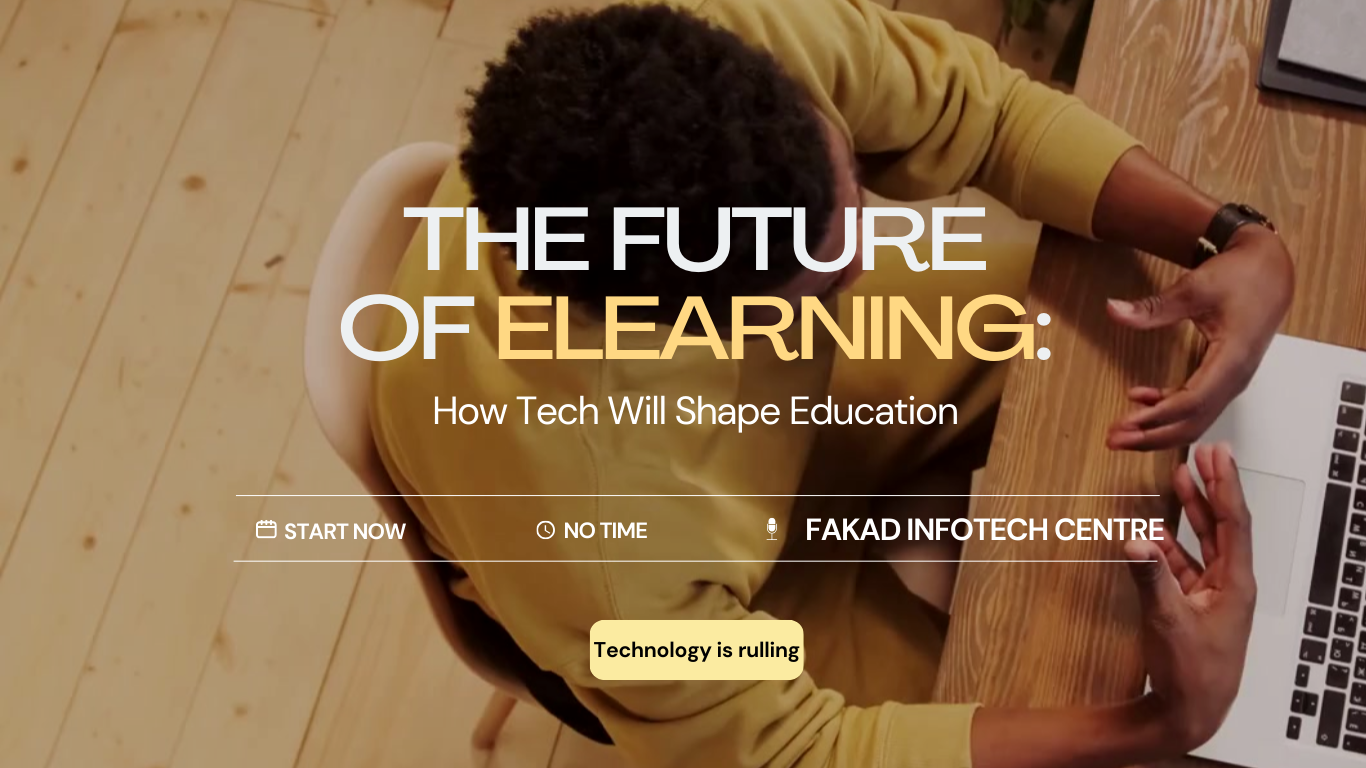 THE FUTURE
OF ELEARNING:
How Tech Will Shape Education
START NOW
NO TIME
FAKAD INFOTECH CENTRE
Technology is rulling